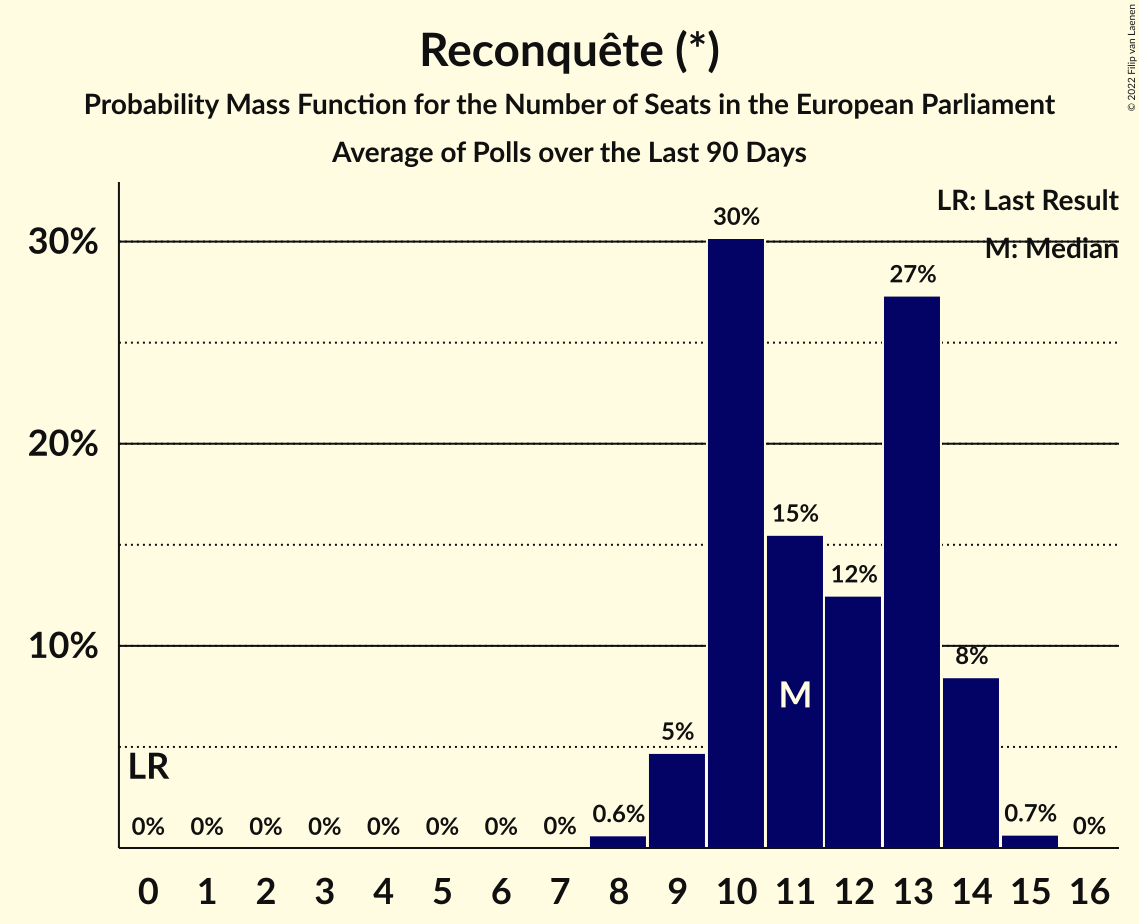 Reconquête (*)
Probability Mass Function for the Number of Seats in the European Parliament
Average of Polls over the Last 90 Days
© 2022 Filip van Laenen
LR: Last Result
M: Median
30%
20%
10%
30%
27%
15%
12%
8%
5%
0.6%
0.7%
LR
M
0% 0% 0% 0% 0% 0% 0% 0% 0%
0 1 2 3 4 5 6 7 8 9 10 11 12 13 14 15 16